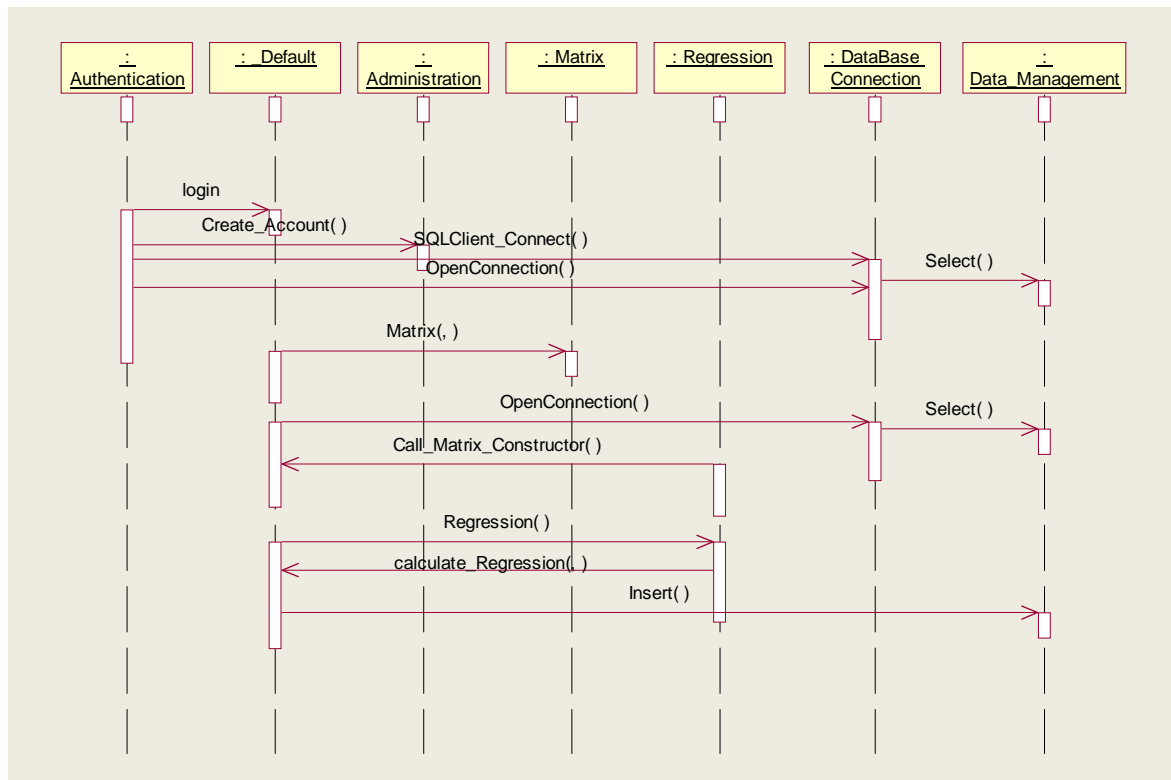 :
Authentication
: _Default
:
Administration
: Matrix
: Regression
: DataBase
Connection
:
Data_Management
login
Create_Account( )
SQLClient_Connect( )
OpenConnection( )
Select( )
Matrix(, )
OpenConnection( )
Select( )
Call_Matrix_Constructor( )
Regression( )
calculate_Regression(, )
Insert( )